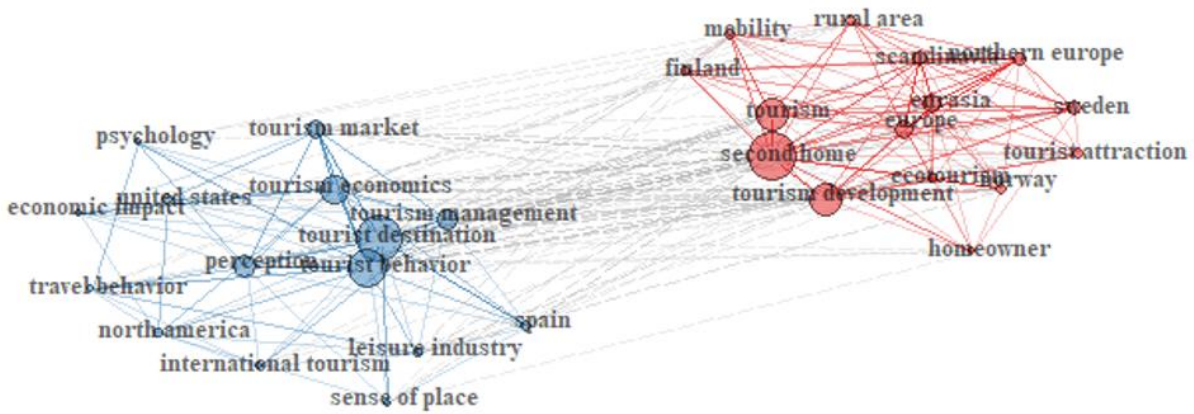 psychology
tourism market
united states
tourism economics
economic impact
tourism management
tourist destination
perception
tourist behavior
travel behavior
north america
spain
leisure industry
international tourism
sense of place
mobility
rural area
finland
scandinavia
northern europe
tourism
eurasia
sweden
europe
second home
tourist attraction
ecotourism
norway
tourism development
homeowner